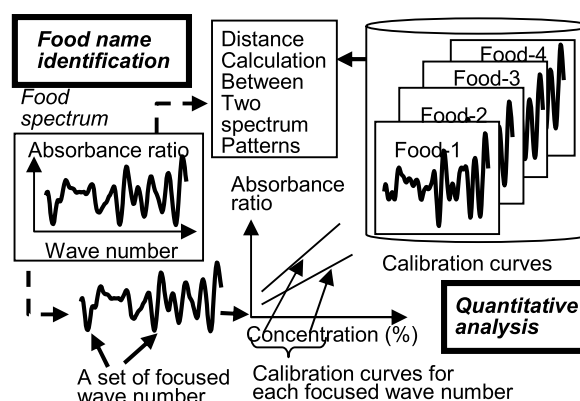 Food name
identification
Food
spectrum
Absorbance ratio
Wave number
Distance
Calculation
Between
Two
spectrum
Patterns
Food-4
Food-3
Food-2
Food-1
Calibration curves
Absorbance
ratio
Concentration (%)
Quantitative
analysis
A set of focused
wave number
Calibration curves for
each focused wave number